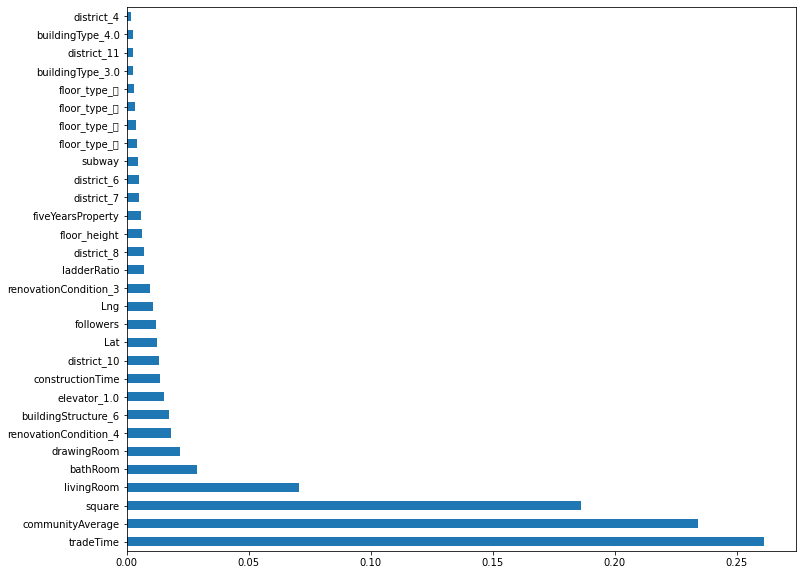 district_4
buildingType_4.0
district_11
buildingType_3.0
floor_type_
floor_type_
floor_type_
floor_type_
subway
district_6
district_7
fiveYearsProperty
floor_height
district_8
ladderRatio
renovationCondition_3
Lng
followers
Lat
district_10
constructionTime
elevator_1.0
buildingStructure_6
renovationCondition_4
drawingRoom
bathRoom
livingRoom
square
communityAverage
tradeTime
0.00 0.05 0.10 0.15 0.20 0.25